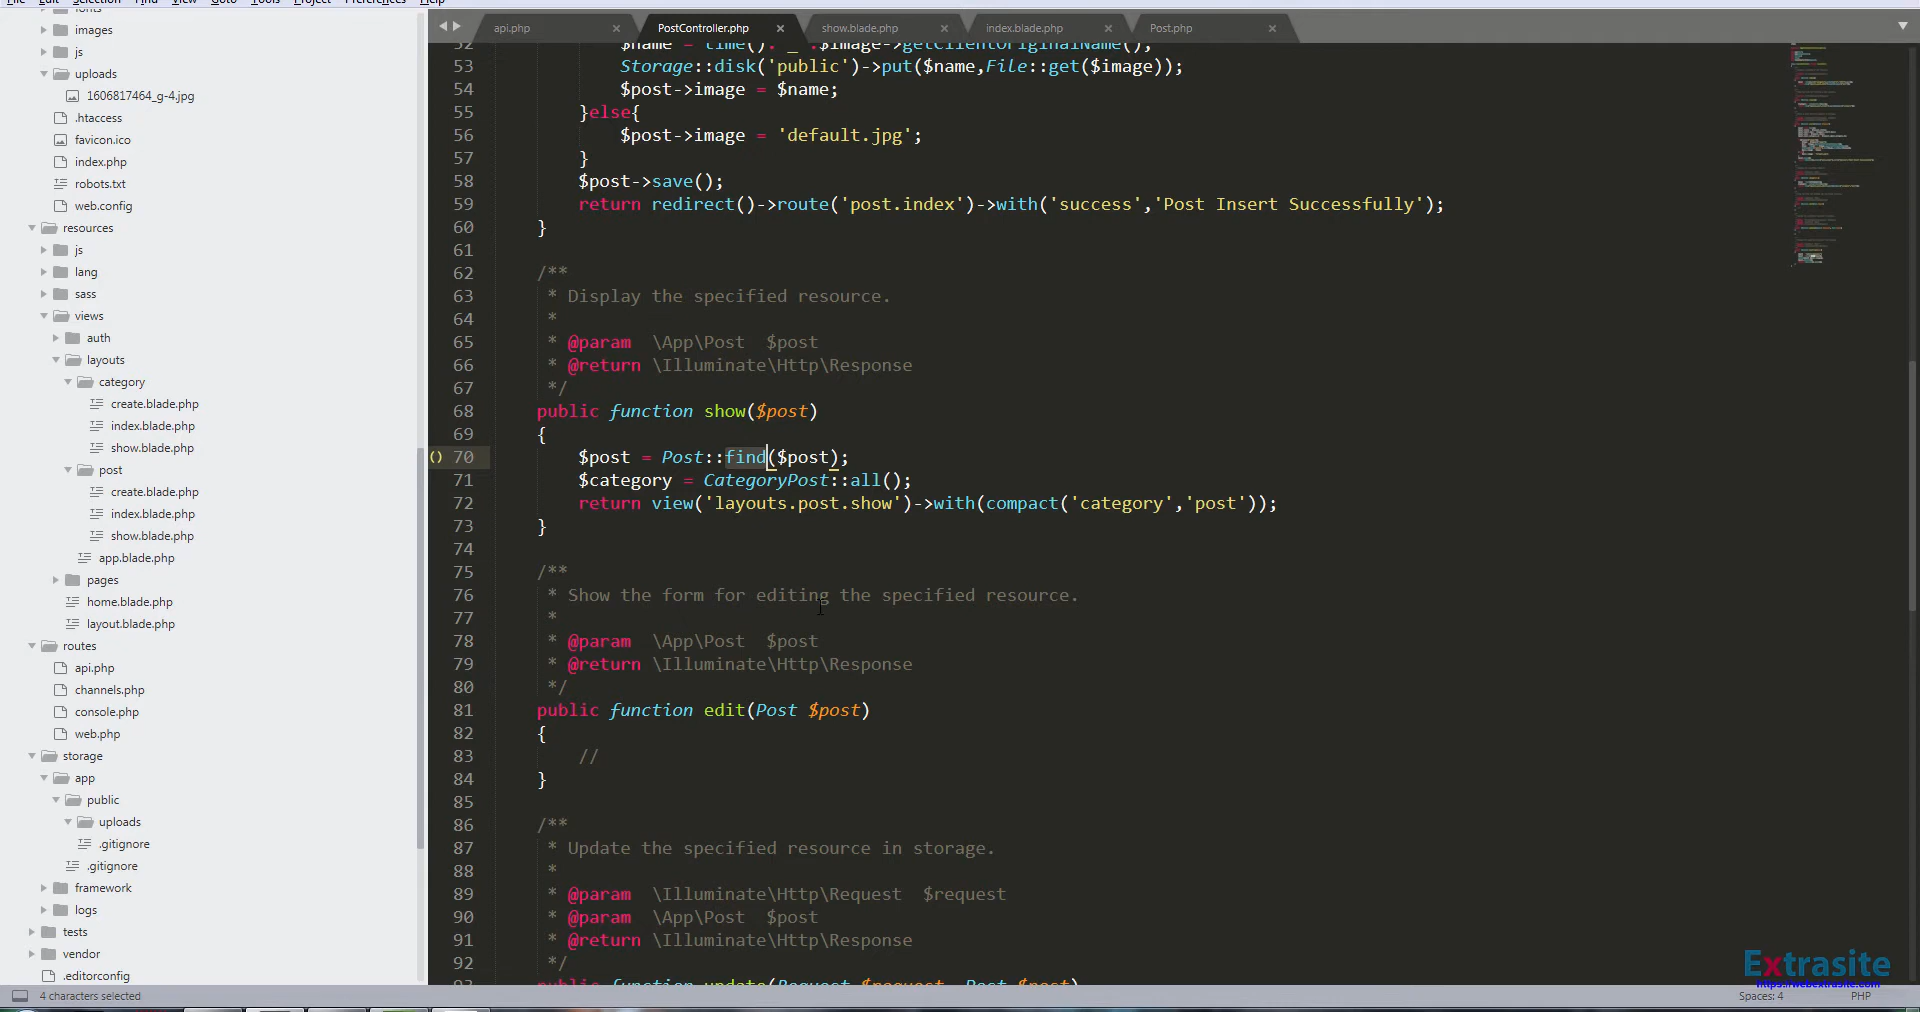 File Edit Selection Find View Goto Tools Project Preferences Help
fonts
images
js
uploads
1606817464_g-4.jpg
.htaccess
favicon.ico
index.php
robots.txt
web.config
resources
js
lang
sass
views
auth
layouts
category
create.blade.php
index.blade.php
show.blade.php
post
create.blade.php
index.blade.php
show.blade.php
app.blade.php
pages
home.blade.php
layout.blade.php
routes
api.php
channels.php
console.php
web.php
storage
app
public
uploads
.gitignore
.gitignore
framework
logs
tests
vendor
.editorconfig
api.php PostController.php show.blade.php index.blade.php Post.php
52 $name = time()."_".$image->getClientOriginalName();
53 Storage::disk('public')->put($name,File::get($image));
54 $post->image = $name;
55 }else{
56 $post->image = 'default.jpg';
57 }
58 $post->save();
59 return redirect()->route('post.index')->with('success','Post Insert Successfully');
60 }
61
62 /**
63 * Display the specified resource.
64 *
65 * @param \App\Post $post
66 * @return \Illuminate\Http\Response
67 */
68 public function show($post)
69 {
() 70 $post = Post::find($post);
71 $category = CategoryPost::all();
72 return view('layouts.post.show')->with(compact('category','post'));
73 }
74
75 /**
76 * Show the form for editing the specified resource.
77 *
78 * @param \App\Post $post
79 * @return \Illuminate\Http\Response
80 */
81 public function edit(Post $post)
82 {
83 //
84 }
85
86 /**
87 * Update the specified resource in storage.
88 *
89 * @param \Illuminate\Http\Request $request
90 * @param \App\Post $post
91 * @return \Illuminate\Http\Response
92 */
93 public function update(Request $request, Post $post)
Extrasite
https://webextrasite.com
4 characters selected
Spaces: 4 PHP